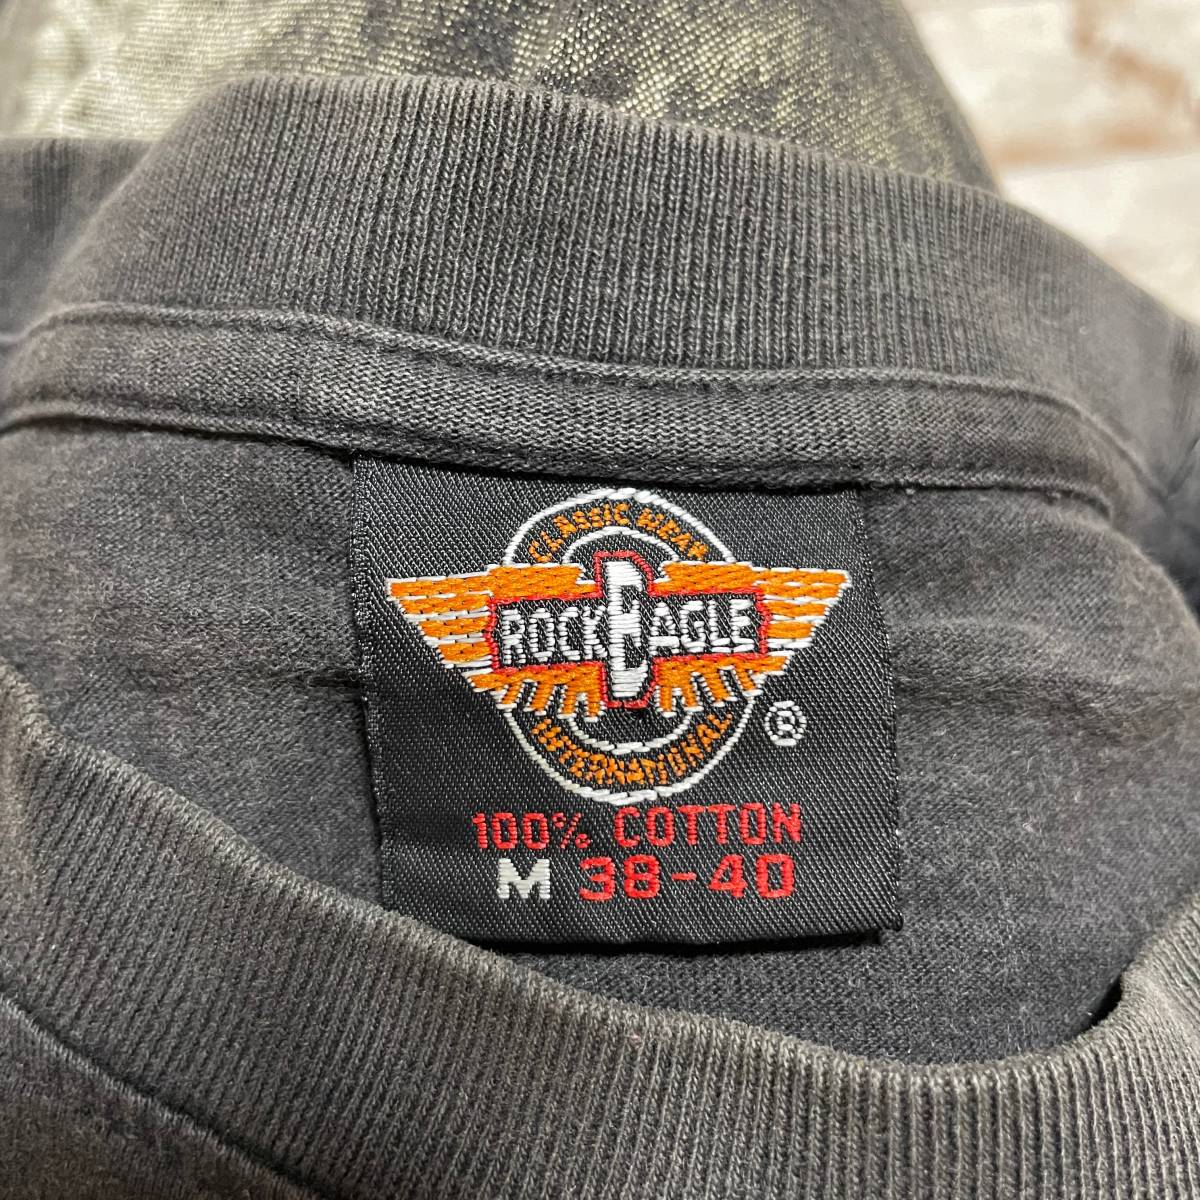 CLASSIC WEAR
ROCK EAGLE
INTERNATIONAL
®
100% COTTON
M 38-40